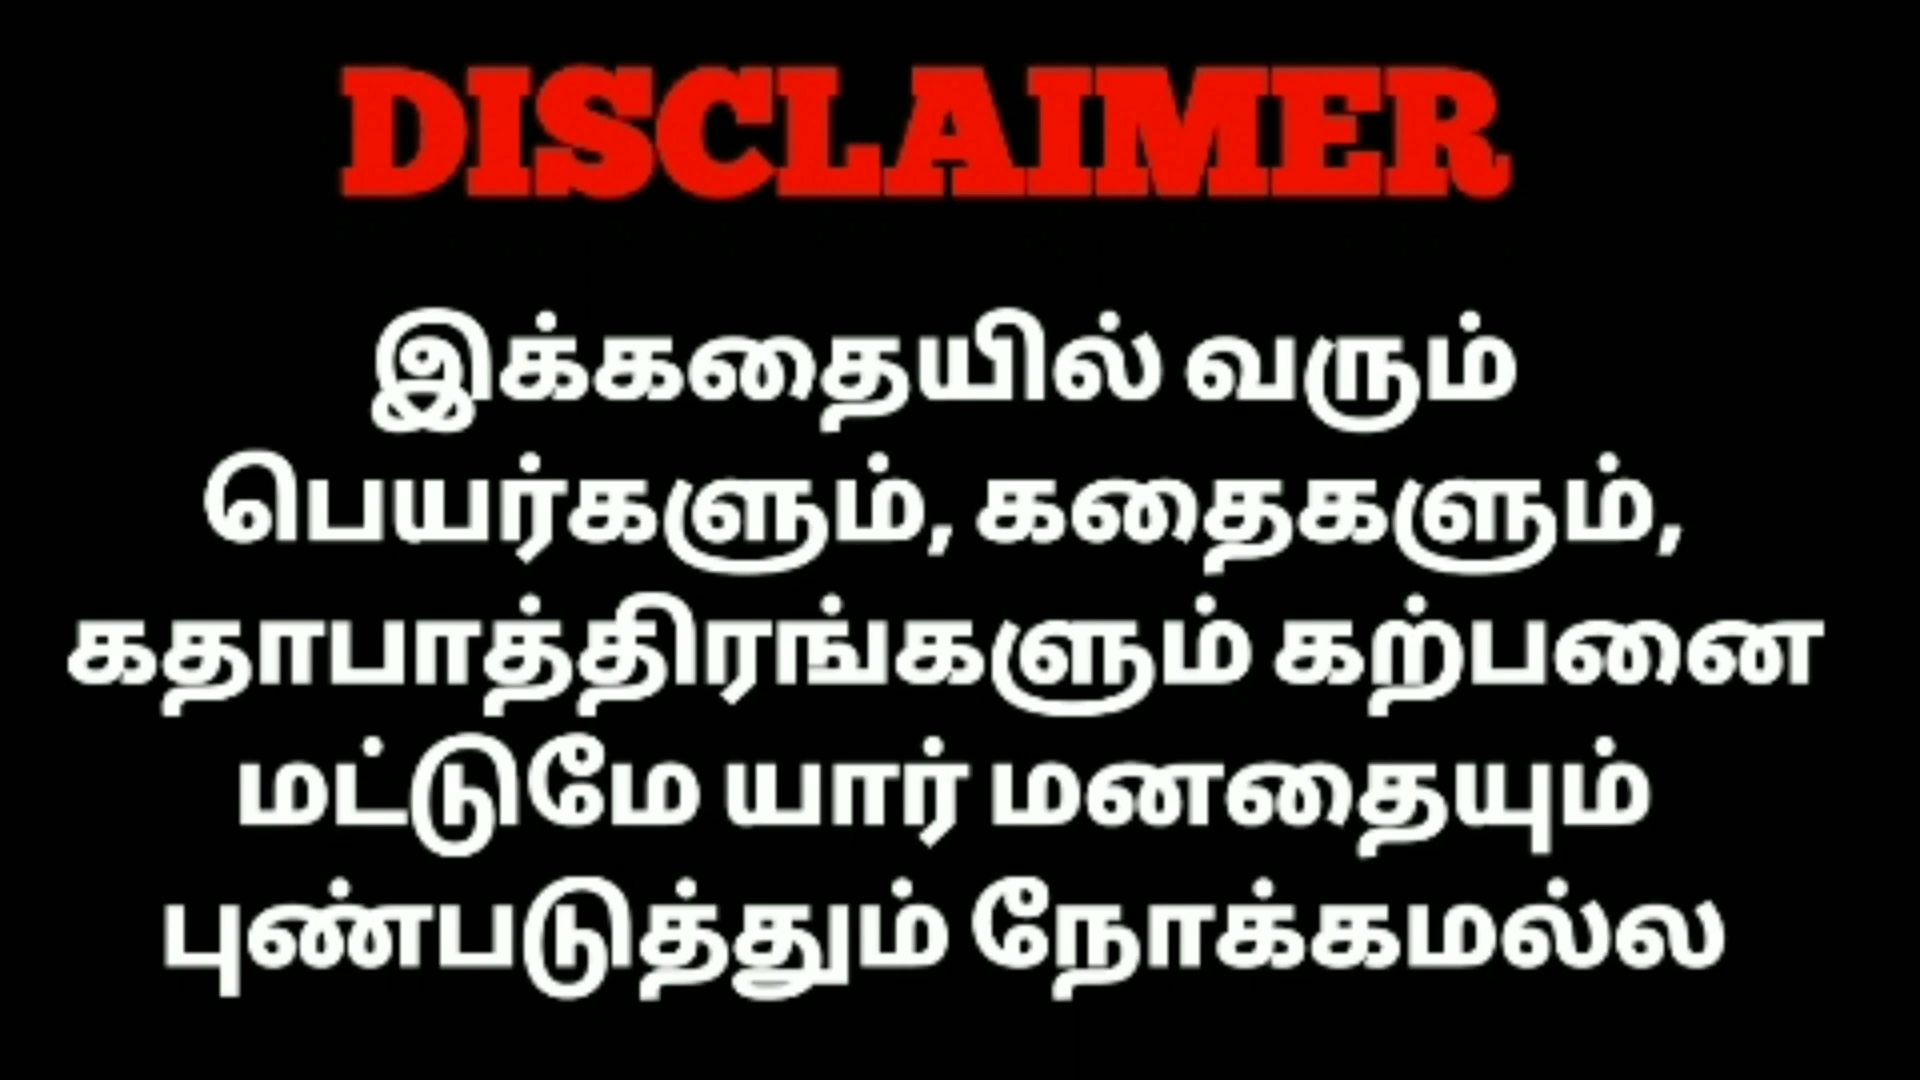 DISCLAIMER
இக்கதையில் வரும்
பெயர்களும், கதைகளும்,
கதாபாத்திரங்களும் கற்பனை
மட்டுமே யார் மனதையும்
புண்படுத்தும் நோக்கமல்ல